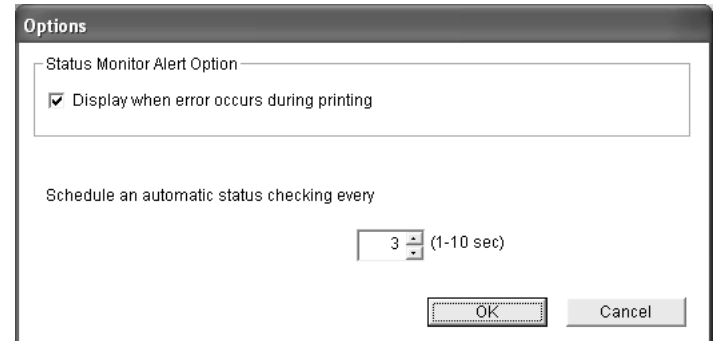 Options
Status Monitor Alert Option
Display when error occurs during printing
Schedule an automatic status checking every
3 (1-10 sec)
OK Cancel